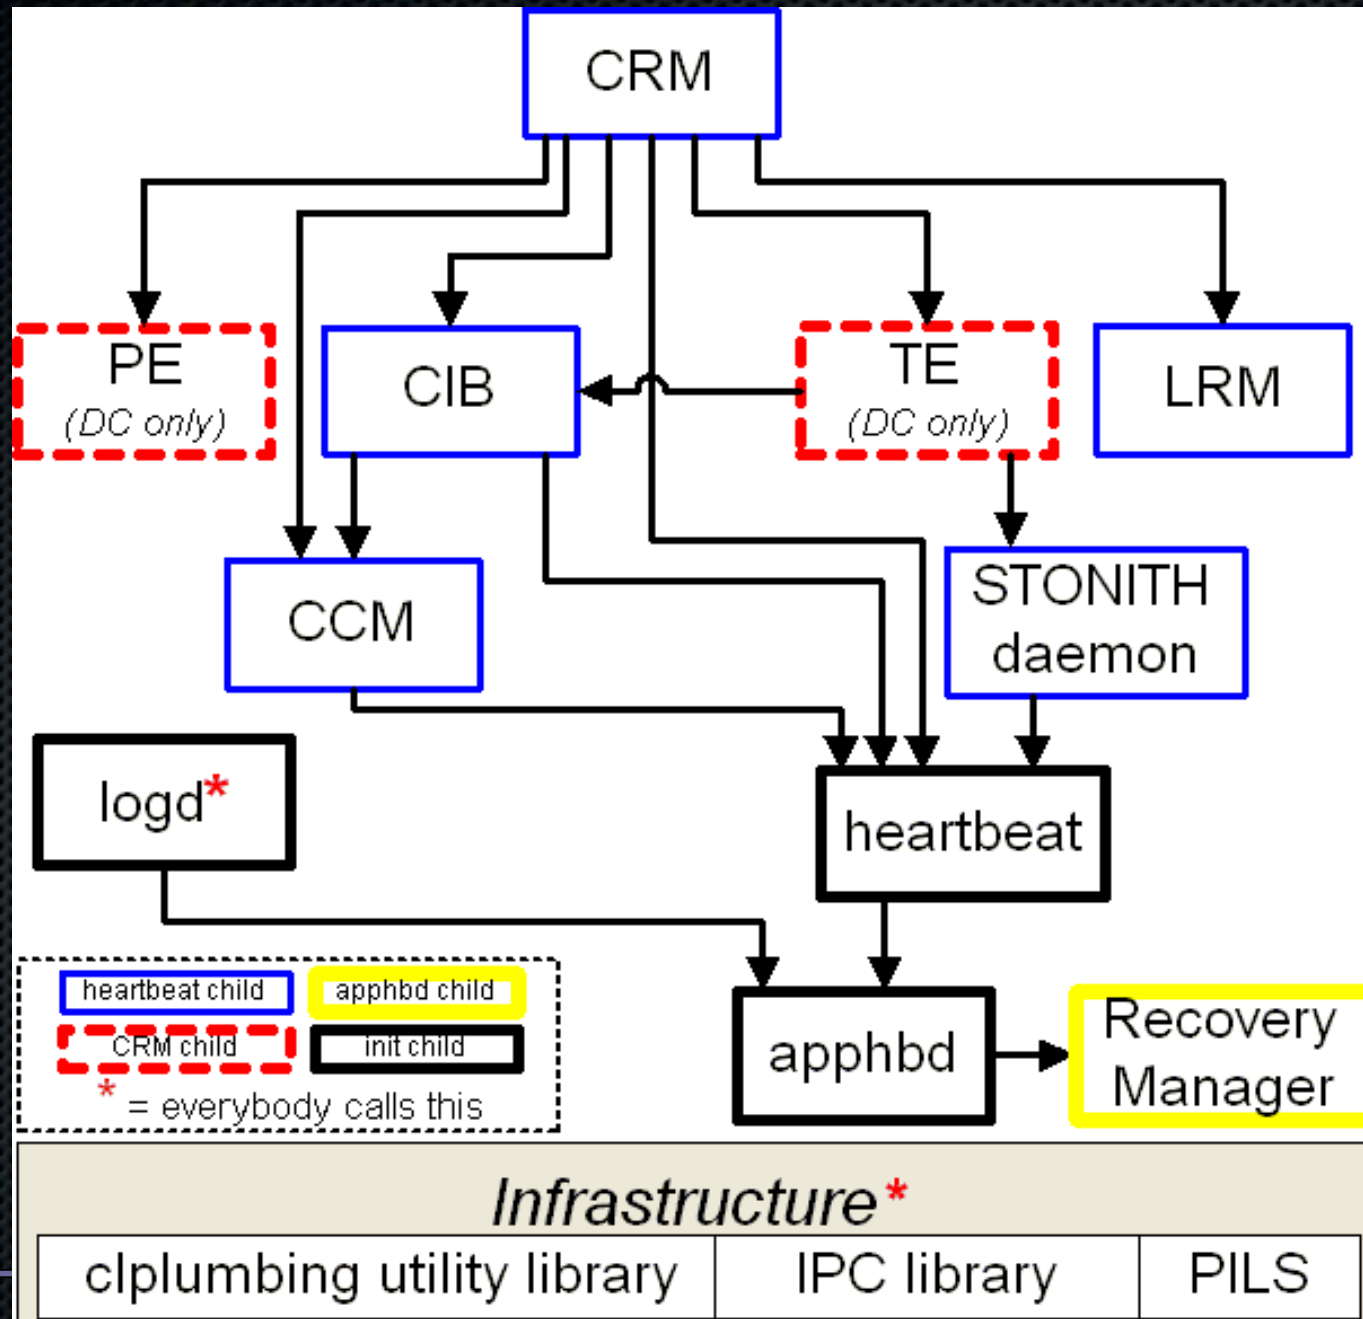 CRM
PE
(DC only)
CIB
TE
(DC only)
LRM
CCM
STONITH
daemon
logd*
heartbeat
heartbeat child
apphbd child
CRM child
init child
* = everybody calls this
apphbd
Recovery
Manager
Infrastructure*
clplumbing utility library
IPC library
PILS